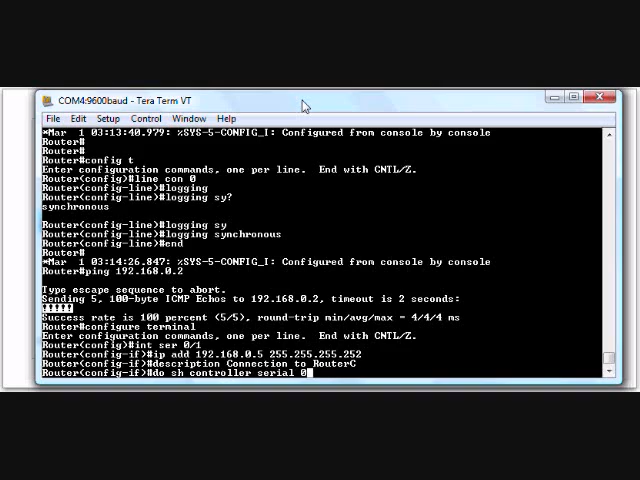 COM4:9600baud - Tera Term VT
File Edit Setup Control Window Help
*Mar  1 03:13:40.979: %SYS-5-CONFIG_I: Configured from console by console
Router#
Router#
Router#config t
Enter configuration commands, one per line.  End with CNTL/Z.
Router(config)#line con 0
Router(config-line)#logging
Router(config-line)#logging sy?
synchronous
Router(config-line)#logging sy
Router(config-line)#logging synchronous
Router(config-line)#end
Router#
*Mar  1 03:14:26.847: %SYS-5-CONFIG_I: Configured from console by console
Router#ping 192.168.0.2
Type escape sequence to abort.
Sending 5, 100-byte ICMP Echos to 192.168.0.2, timeout is 2 seconds:
!!!!!
Success rate is 100 percent (5/5), round-trip min/avg/max = 4/4/4 ms
Router#configure terminal
Enter configuration commands, one per line.  End with CNTL/Z.
Router(config)#int ser 0/1
Router(config-if)#ip add 192.168.0.5 255.255.255.252
Router(config-if)#description Connection to RouterC
Router(config-if)#do sh controller serial 0